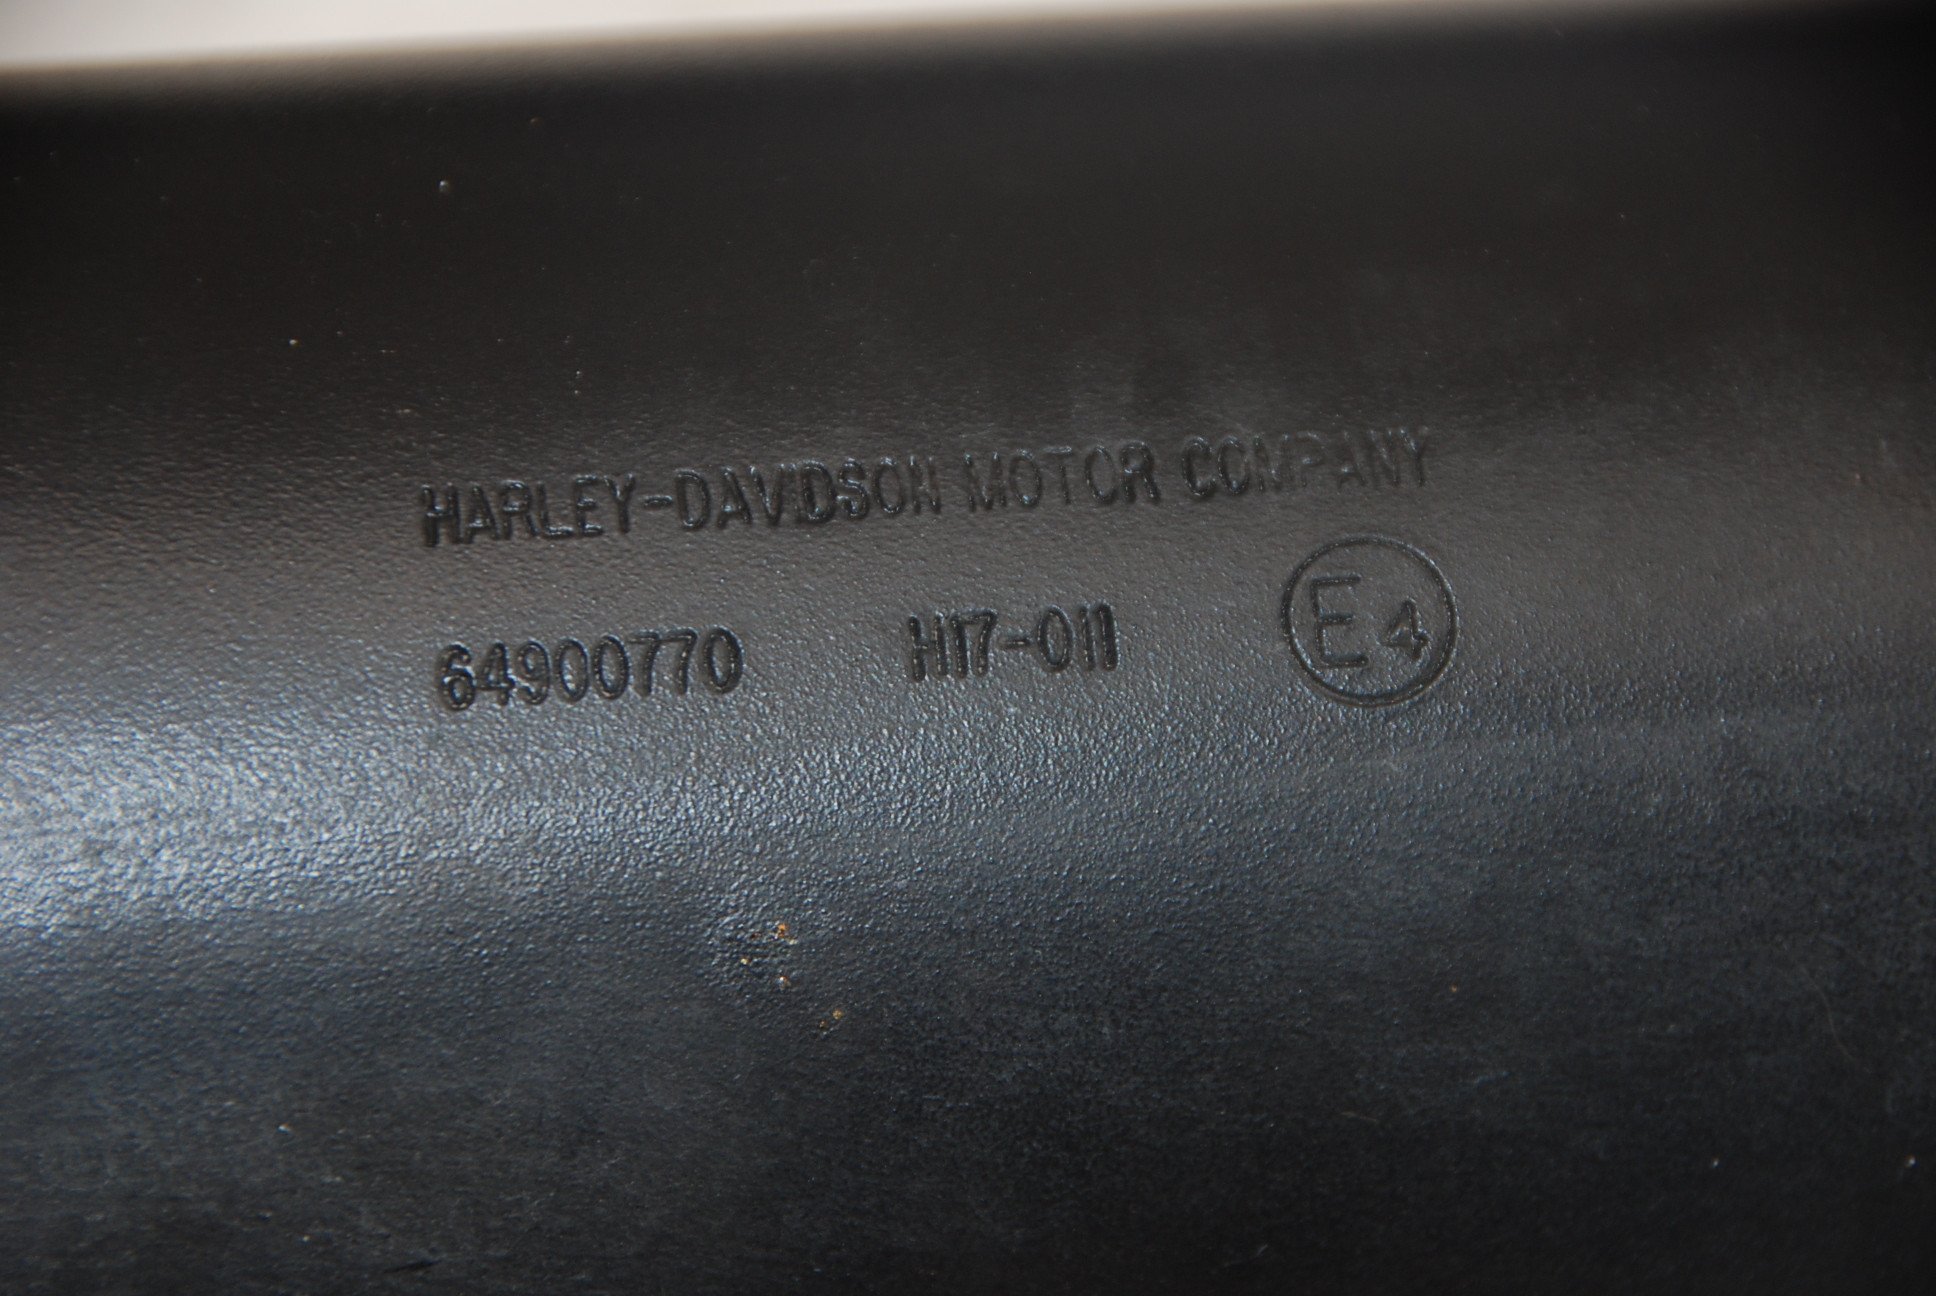 HARLEY-DAVIDSON MOTOR COMPANY
64900770 H17-011 E4